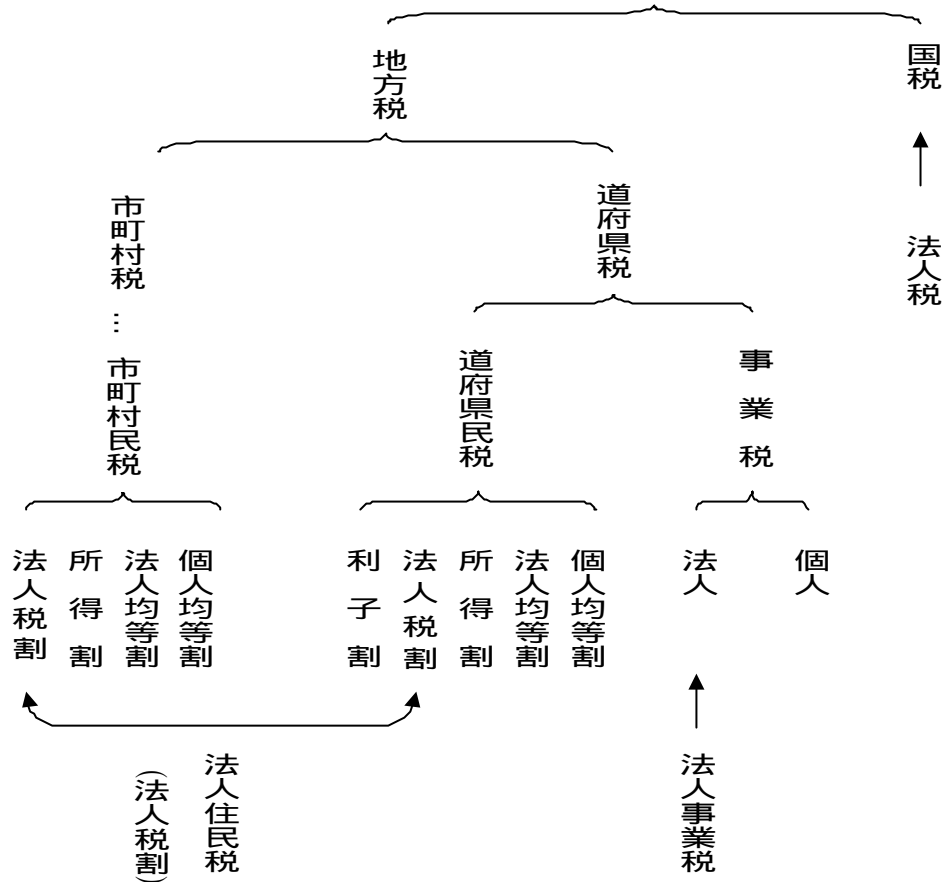 国税
法人税
地方税
道府県税
事業税
個人
法人
法人事業税
道府県民税
個人均等割
法人均等割
所得割
法人税割
利子割
市町村税…市町村民税
個人均等割
法人均等割
所得割
法人税割
法人住民税
(法人税割)